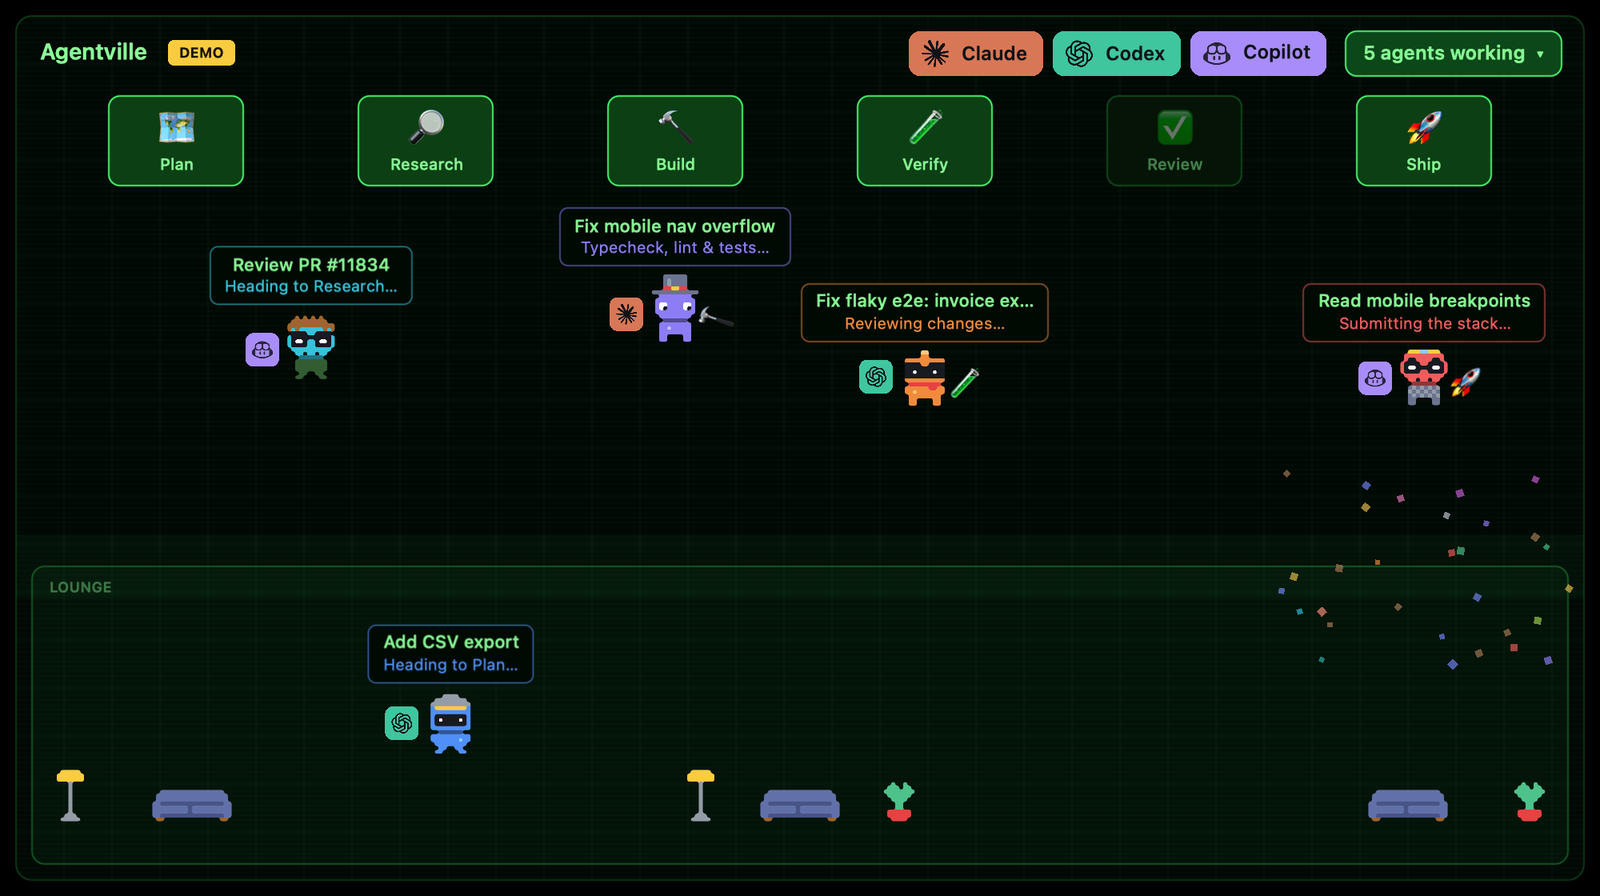 Agentville
DEMO
Claude
Codex
Copilot
5 agents working
Plan
Research
Build
Verify
Review
Ship
Fix mobile nav overflow
Typecheck, lint & tests...
Review PR #11834
Heading to Research...
Fix flaky e2e: invoice ex...
Reviewing changes...
Read mobile breakpoints
Submitting the stack...
LOUNGE
Add CSV export
Heading to Plan...